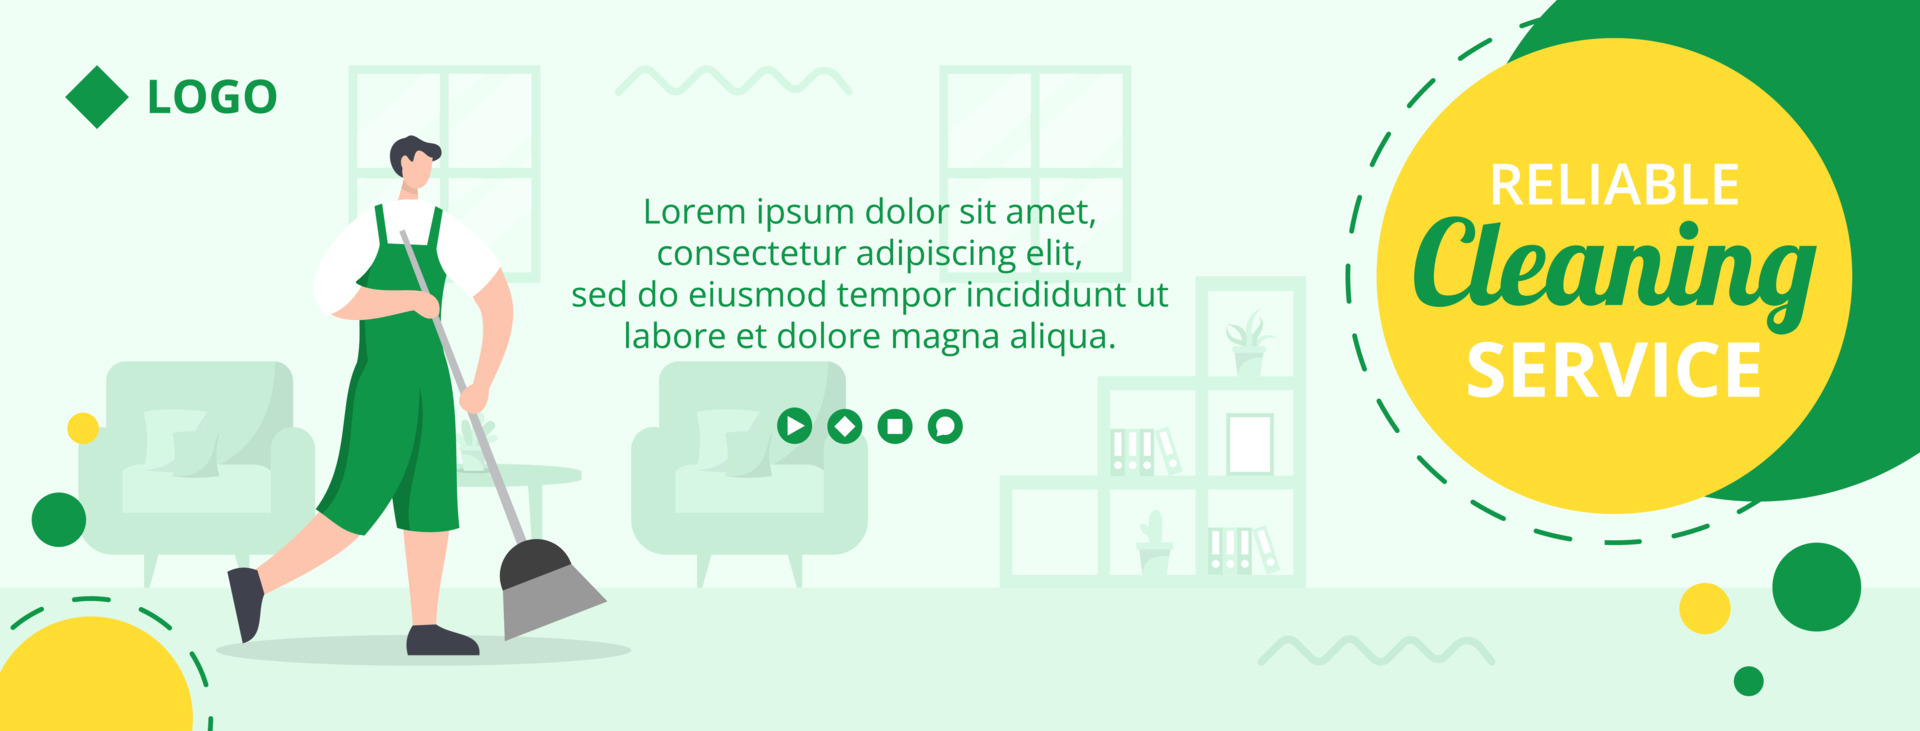 LOGO
Lorem ipsum dolor sit amet,
consectetur adipiscing elit,
sed do eiusmod tempor incididunt ut
labore et dolore magna aliqua.
RELIABLE
Cleaning
SERVICE